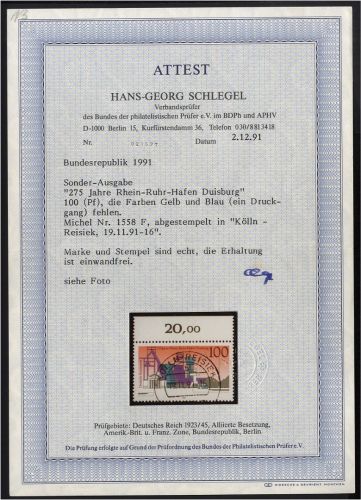 ATTEST
HANS-GEORG SCHLEGEL
Verbandsprüfer
des Bundes der philatelistischen Prüfer e.V. im BDPh und APHV
D-1000 Berlin 15, Kurfürstendamm 36, Telefon 030/8813418
Nr. Datum 2.12.91
Bundesrepublik 1991
Sonder-Ausgabe
"275 Jahre Rhein-Ruhr-Hafen Duisburg"
100 (Pf), die Farben Gelb und Blau (ein Druck-
gang) fehlen.
Michel Nr. 1558 F, abgestempelt in "Kölln-
Reisiek, 19.11.91-16".
Marke und Stempel sind echt, die Erhaltung
ist einwandfrei.
siehe Foto
20,00
100
Prüfgebiete: Deutsches Reich 1923/45, Alliierte Besetzung,
Amerik.-Brit. u. Franz. Zone, Bundesrepublik, Berlin
Die Prüfung erfolgte auf Grund der Prüfordnung des Bundes der Philatelistischen Prüfer e.V.
GIESECKE & DEVRIENT MÜNCHEN